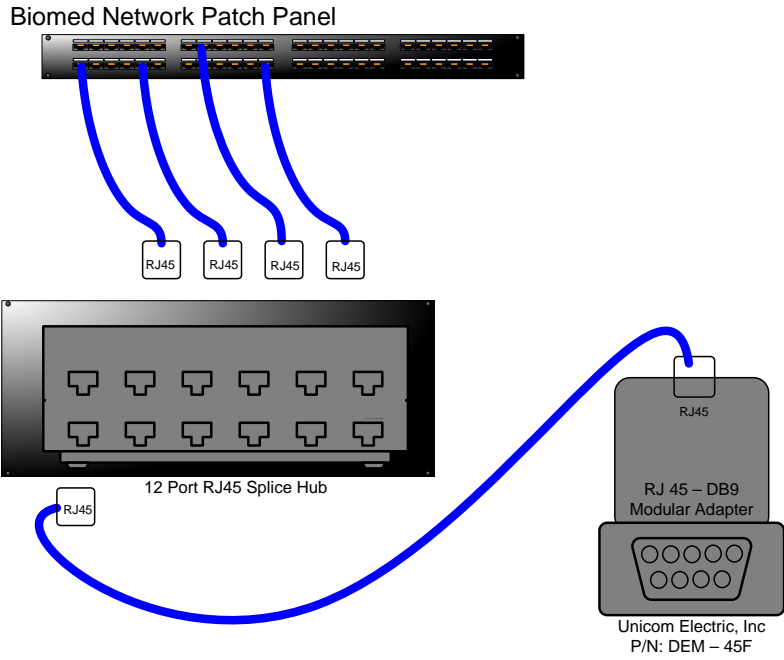 Biomed Network Patch Panel
RJ45
RJ45
RJ45
RJ45
12 Port RJ45 Splice Hub
RJ45
RJ45
RJ 45 – DB9
Modular Adapter
Unicom Electric, Inc
P/N: DEM – 45F